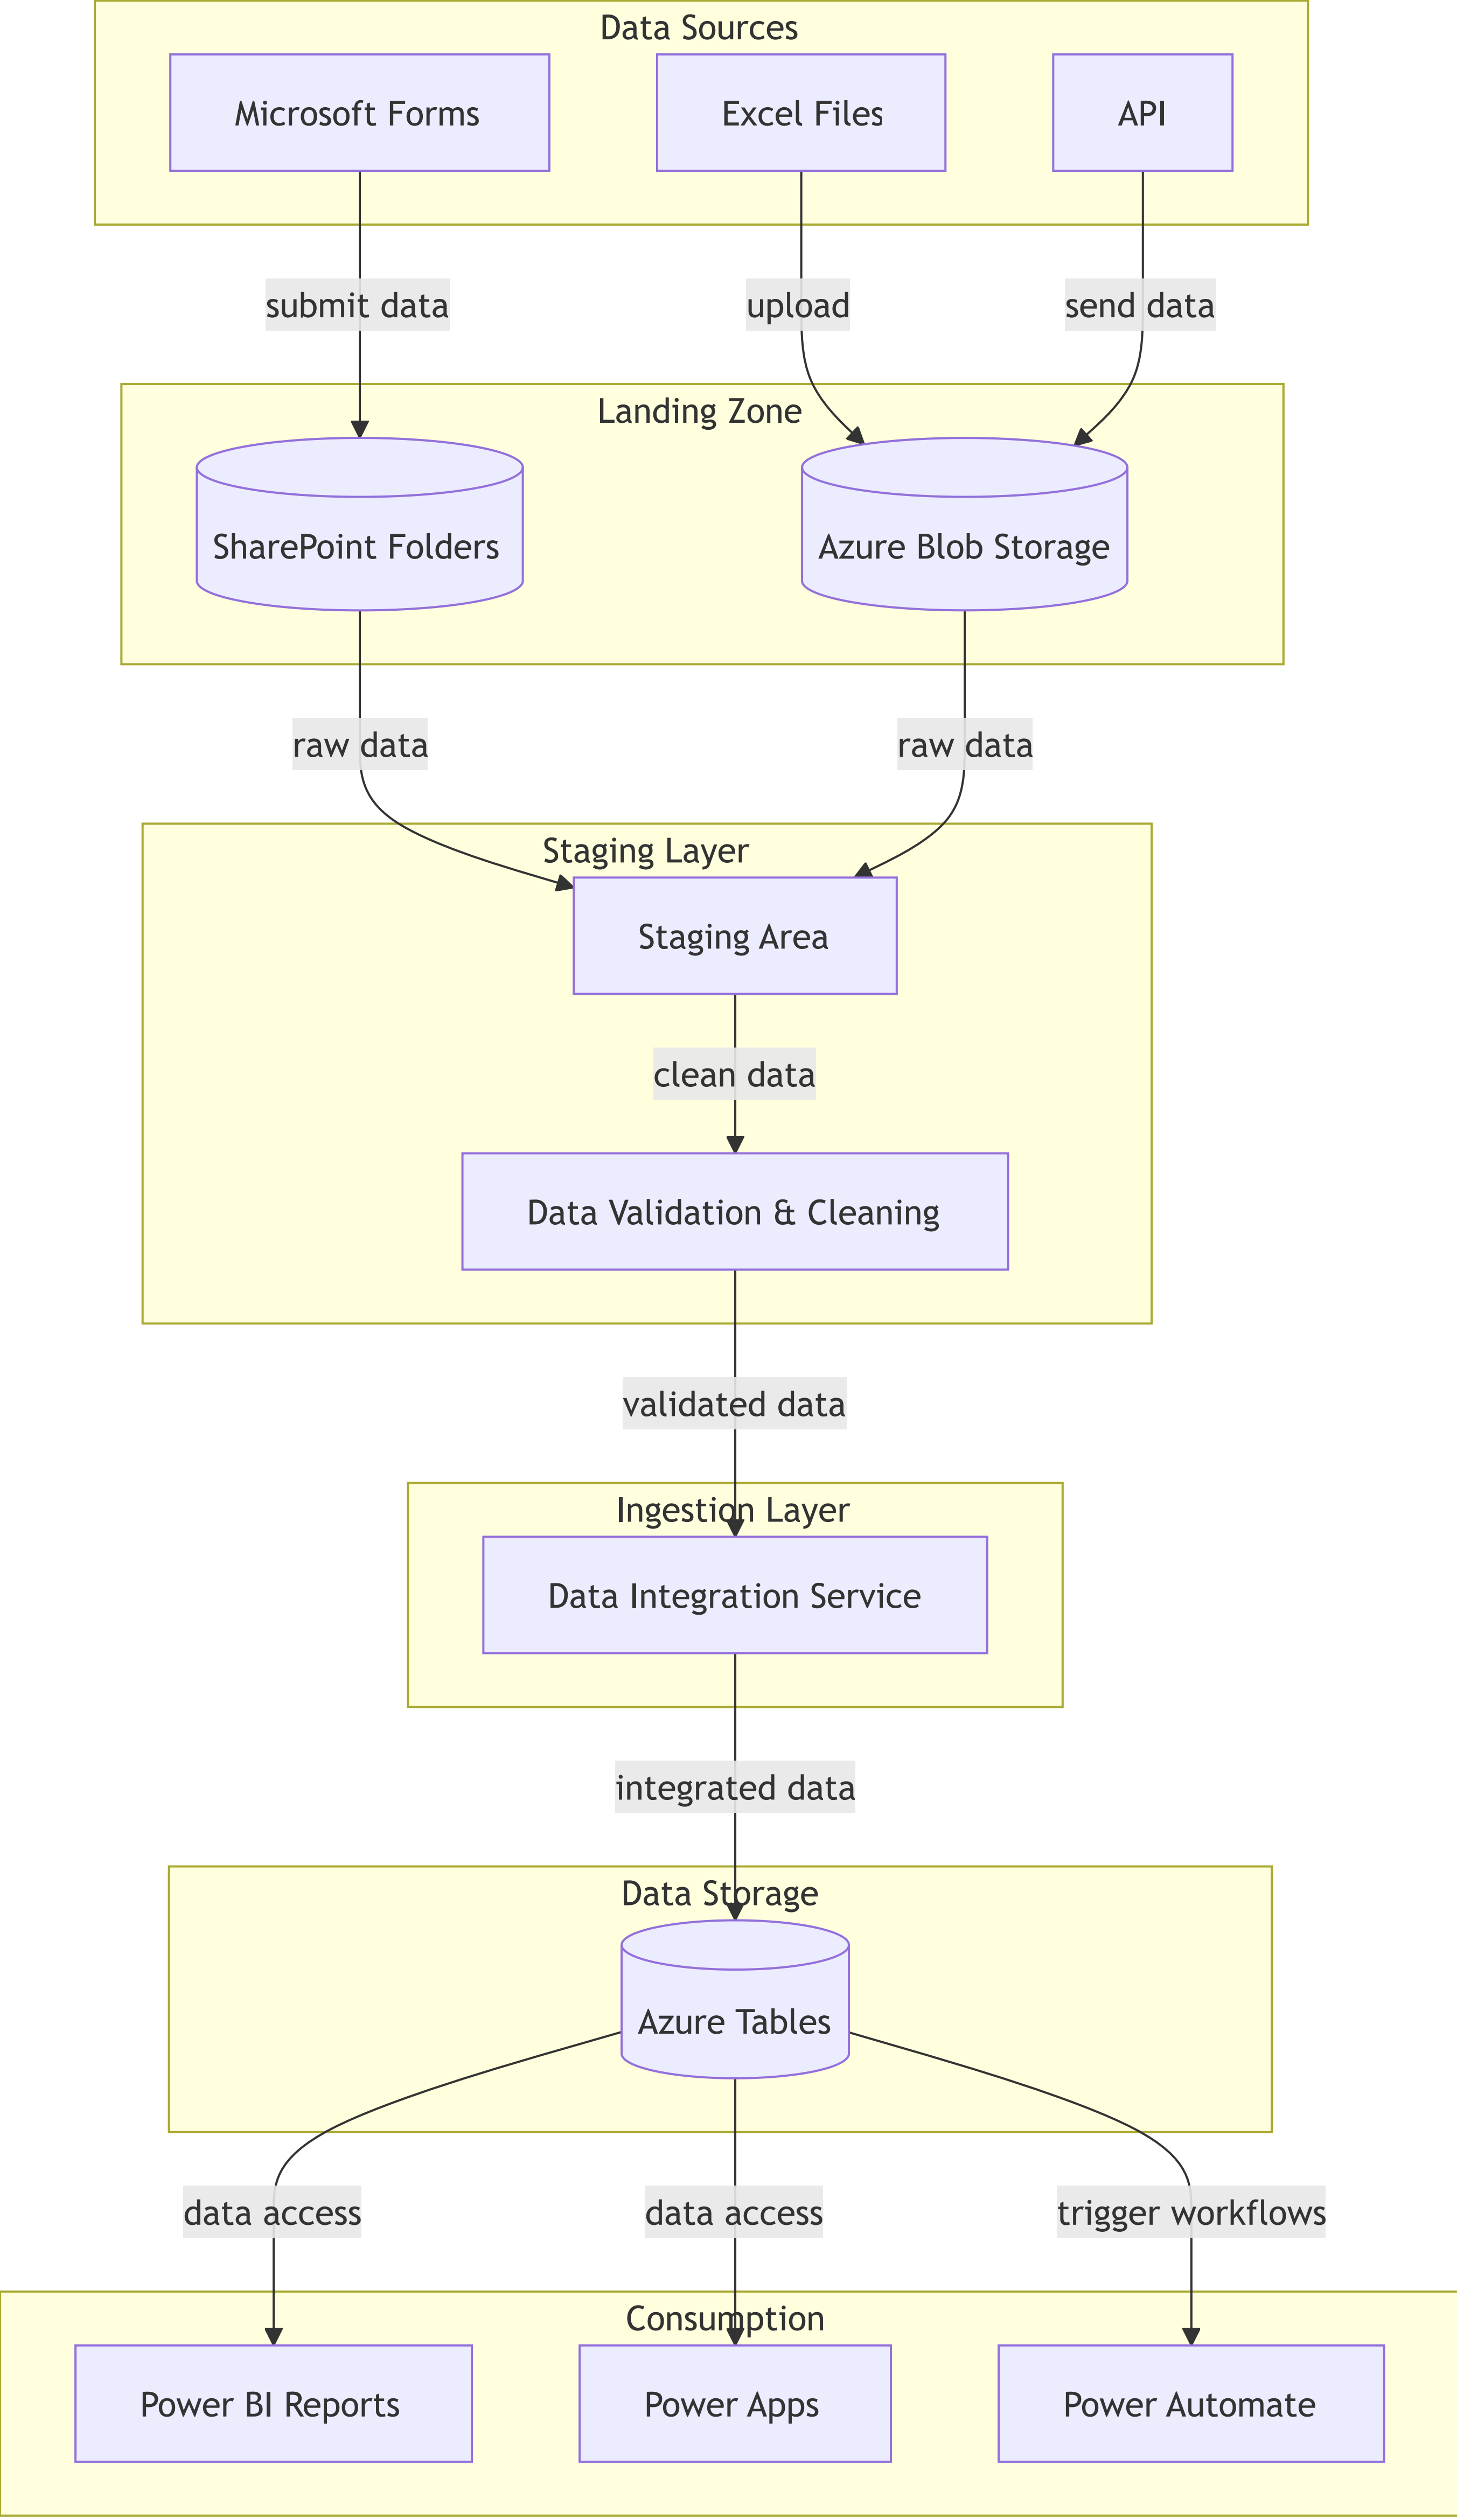 Data Sources
Microsoft Forms
Excel Files
API
submit data
upload
send data
Landing Zone
SharePoint Folders
Azure Blob Storage
raw data
raw data
Staging Layer
Staging Area
clean data
Data Validation & Cleaning
validated data
Ingestion Layer
Data Integration Service
integrated data
Data Storage
Azure Tables
data access
data access
trigger workflows
Consumption
Power BI Reports
Power Apps
Power Automate